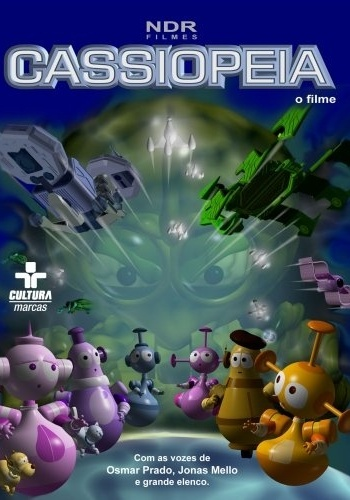 NDR
FILMES
CASSIOPEIA
o filme
CULTURA
marcas
Com as vozes de
Osmar Prado, Jonas Mello
e grande elenco.